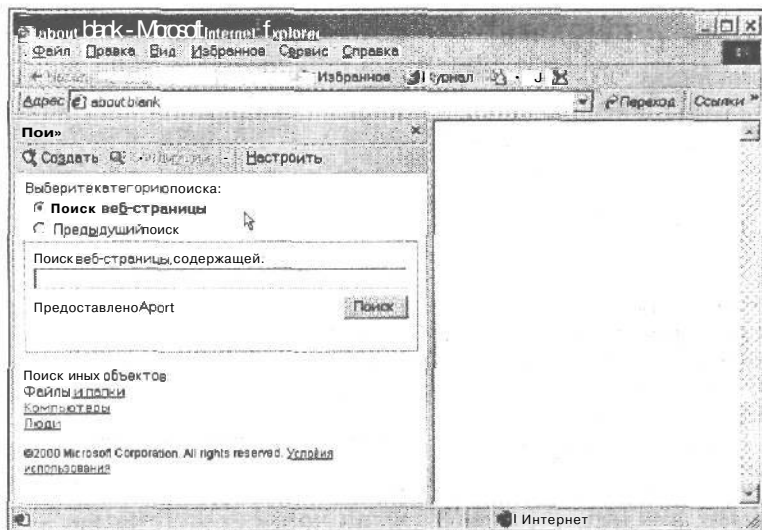 about blank - Microsoft Internet Explorer
Файл Правка Вид Избранное Сервис Справка
Избранное Журнал
Адрес about:blank Переход Ссылки »
Пои»
Создать Настроить
Выберите категорию поиска:
Поиск веб-страницы
Предыдущий поиск
Поиск веб-страницы, содержащей.
Предоставлено Aport Поиск
Поиск иных объектов
Файлы и папки
Компьютеры
Люди
©2000 Microsoft Corporation. All rights reserved. Условия
использования
Интернет